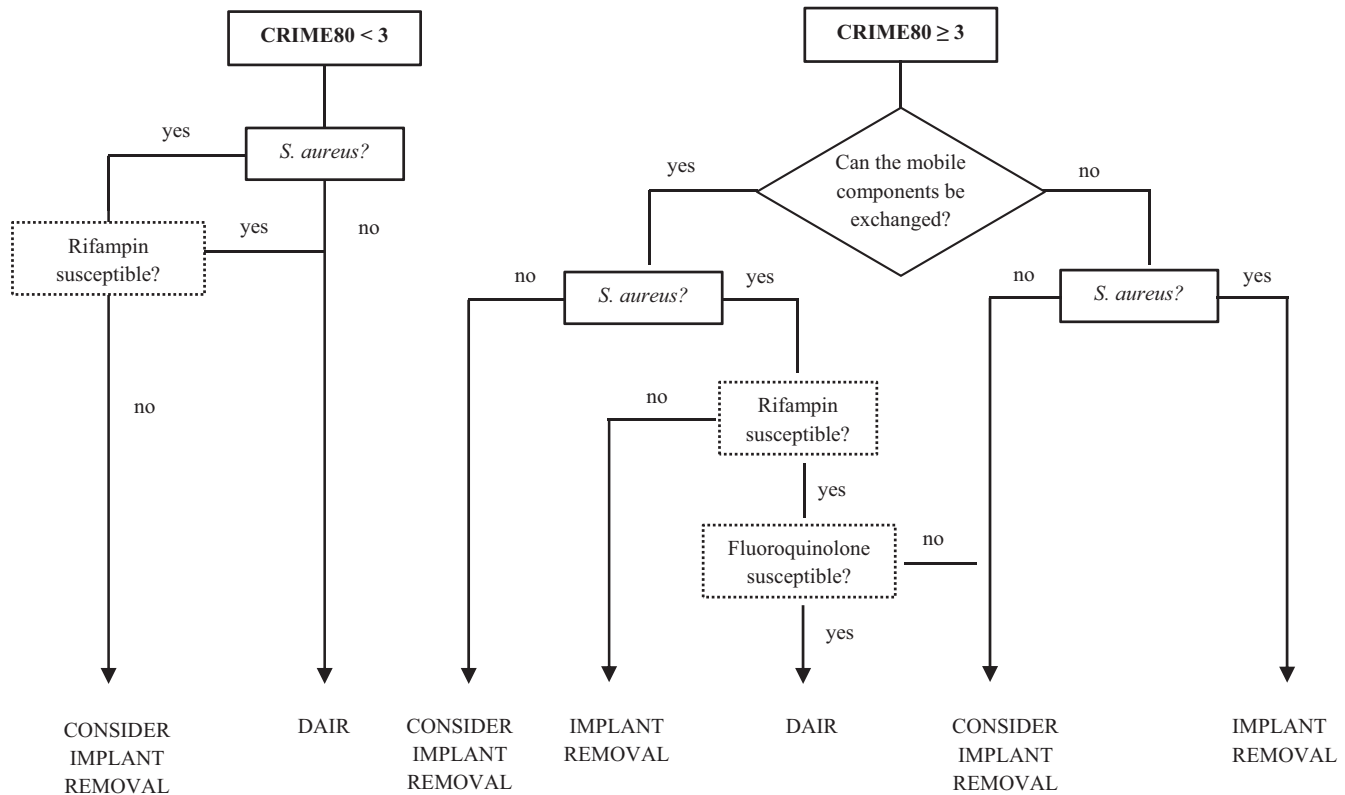 CRIME80 < 3
yes
S. aureus?
Rifampin
susceptible?
yes
no
no
CONSIDER
IMPLANT
REMOVAL
DAIR
CRIME80 ≥ 3
Can the mobile
components be
exchanged?
yes
no
no
S. aureus?
yes
no
S. aureus?
yes
no
Rifampin
susceptible?
yes
Fluoroquinolone
susceptible?
no
yes
CONSIDER
IMPLANT
REMOVAL
IMPLANT
REMOVAL
DAIR
CONSIDER
IMPLANT
REMOVAL
IMPLANT
REMOVAL